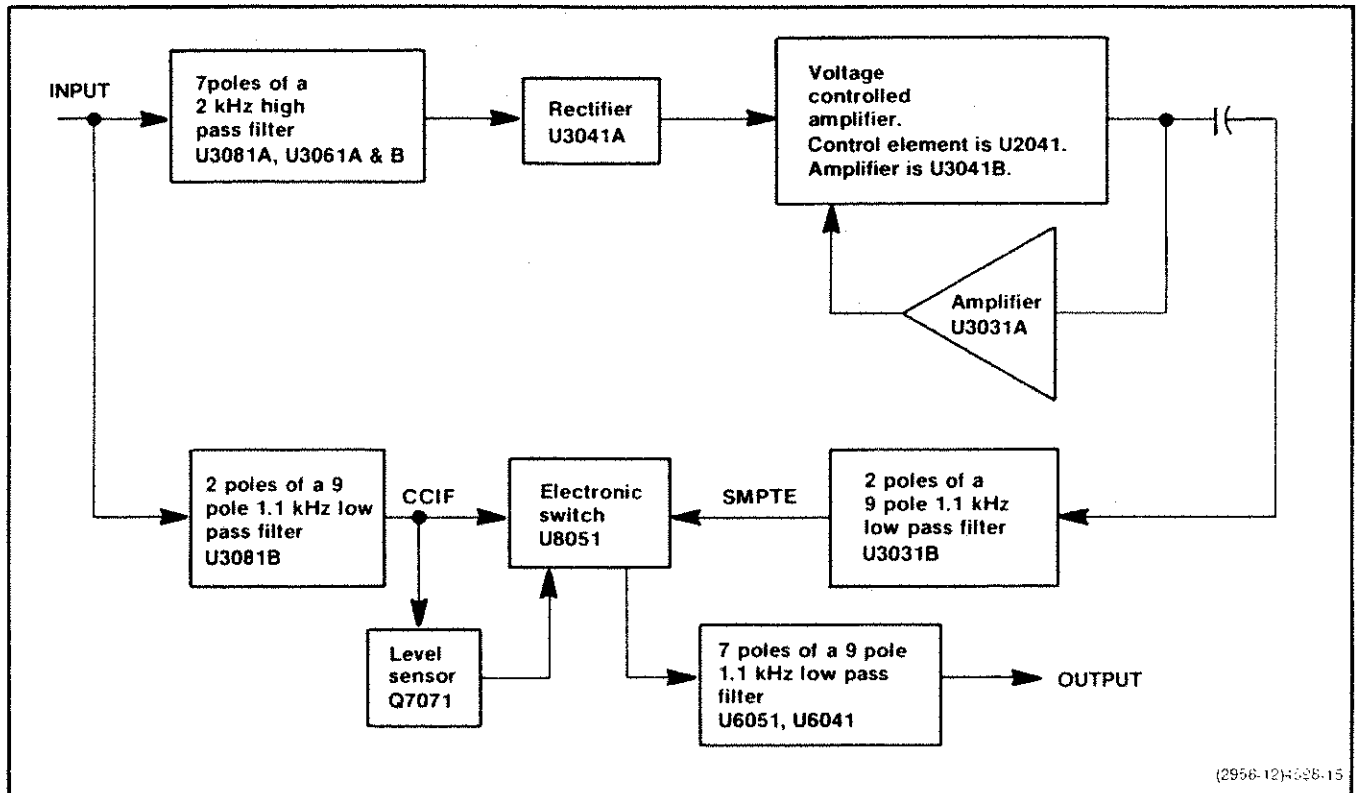 INPUT
7poles of a
2 kHz high
pass filter
U3081A, U3061A & B
Rectifier
U3041A
Voltage
controlled
amplifier.
Control element is U2041.
Amplifier is U3041B.
Amplifier
U3031A
2 poles of a 9
pole 1.1 kHz low
pass filter
U3081B
CCIF
Electronic
switch
U8051
SMPTE
2 poles of a
9 pole 1.1 kHz
low pass filter
U3031B
Level
sensor
Q7071
7 poles of a 9 pole
1.1 kHz low pass
filter
U6051, U6041
OUTPUT